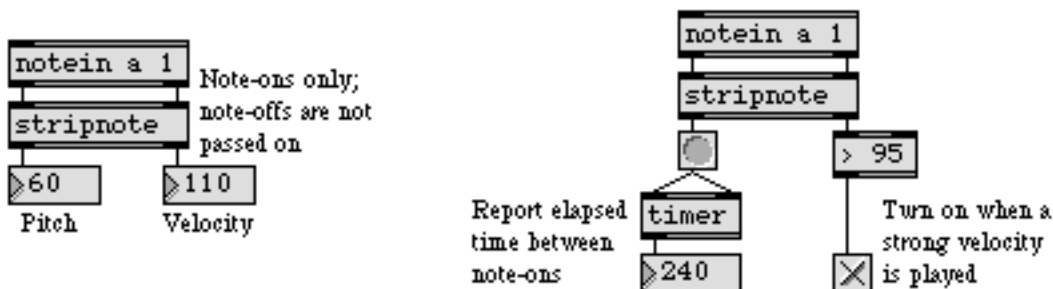 notein a 1
Note-ons only;
note-offs are not
passed on
stripnote
60
110
Pitch
Velocity
notein a 1
stripnote
> 95
Report elapsed
time between
note-ons
timer
240
Turn on when a
strong velocity
is played